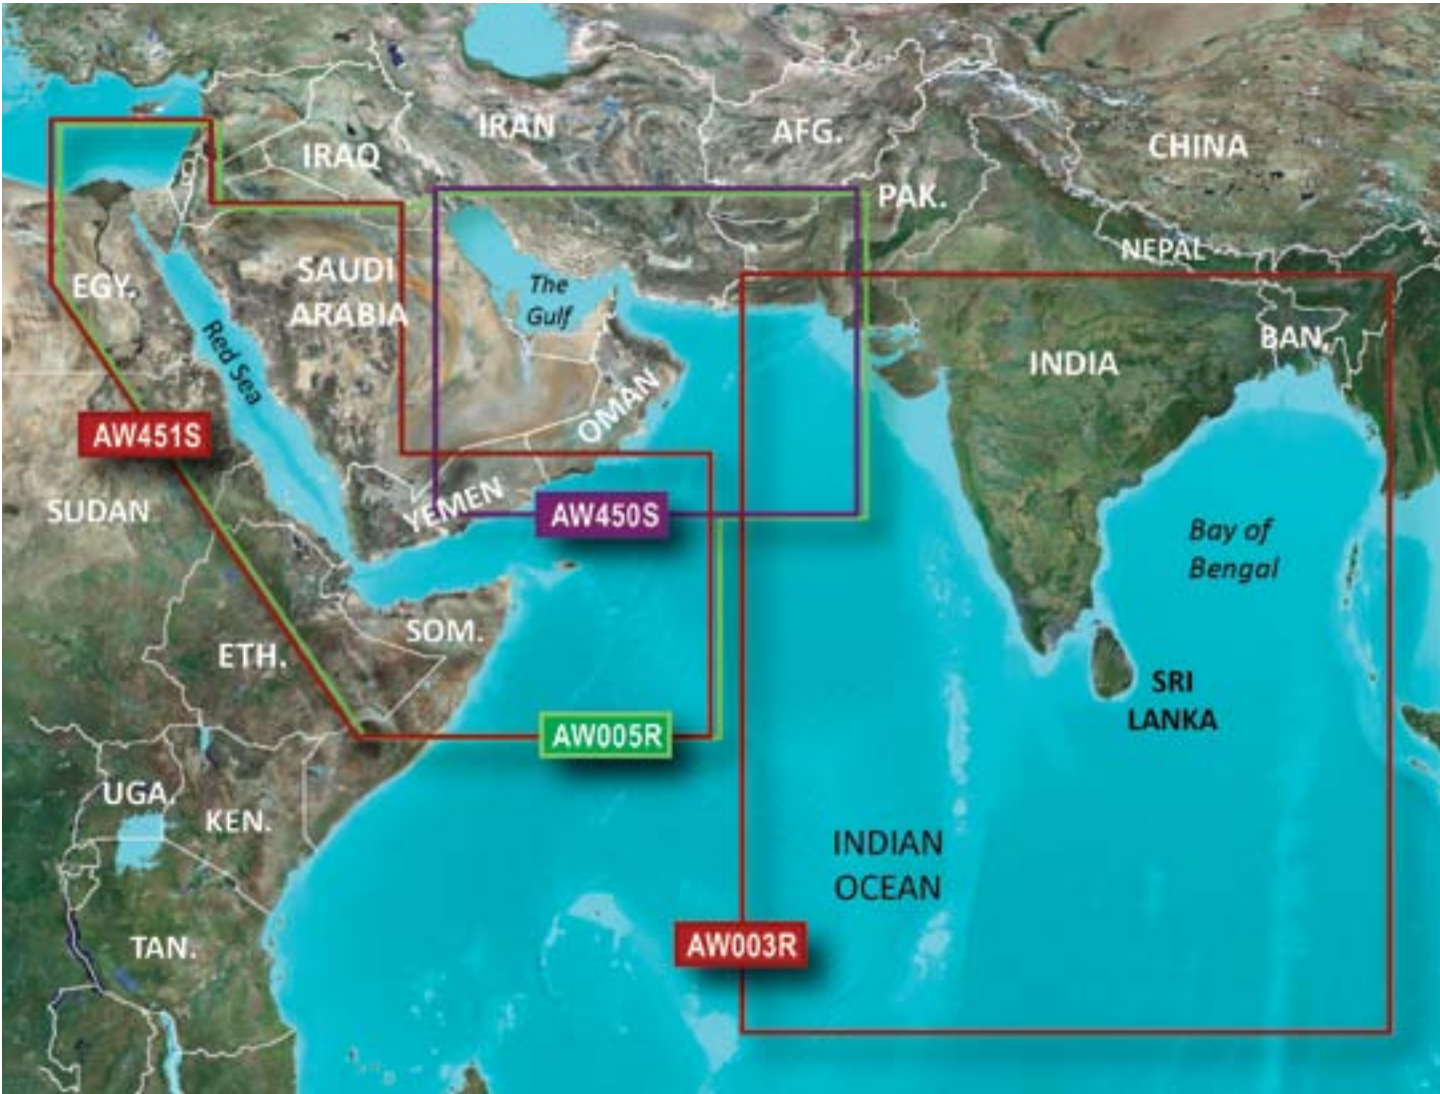 IRAN
AFG.
IRAQ
CHINA
PAK.
NEPAL
EGY.
SAUDI
ARABIA
The
Gulf
Red Sea
BAN.
INDIA
OMAN
AW451S
SUDAN
YEMEN
AW450S
Bay of
Bengal
SOM.
ETH.
SRI
LANKA
AW005R
UGA.
KEN.
INDIAN
OCEAN
TAN.
AW003R